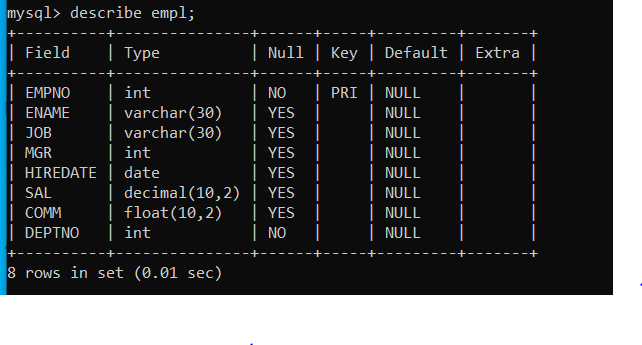 mysql> describe empl;
+----------+---------------+------+-----+---------+-------+
| Field    | Type          | Null | Key | Default | Extra |
+----------+---------------+------+-----+---------+-------+
| EMPNO    | int           | NO   | PRI | NULL    |       |
| ENAME    | varchar(30)   | YES  |     | NULL    |       |
| JOB      | varchar(30)   | YES  |     | NULL    |       |
| MGR      | int           | YES  |     | NULL    |       |
| HIREDATE | date          | YES  |     | NULL    |       |
| SAL      | decimal(10,2) | YES  |     | NULL    |       |
| COMM     | float(10,2)   | YES  |     | NULL    |       |
| DEPTNO   | int           | NO   |     | NULL    |       |
+----------+---------------+------+-----+---------+-------+
8 rows in set (0.01 sec)